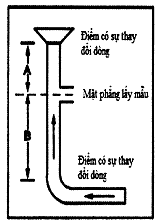 Điểm có sự thay
đổi dòng
A
Mặt phẳng lấy mẫu
B
Điểm có sự thay
đổi dòng